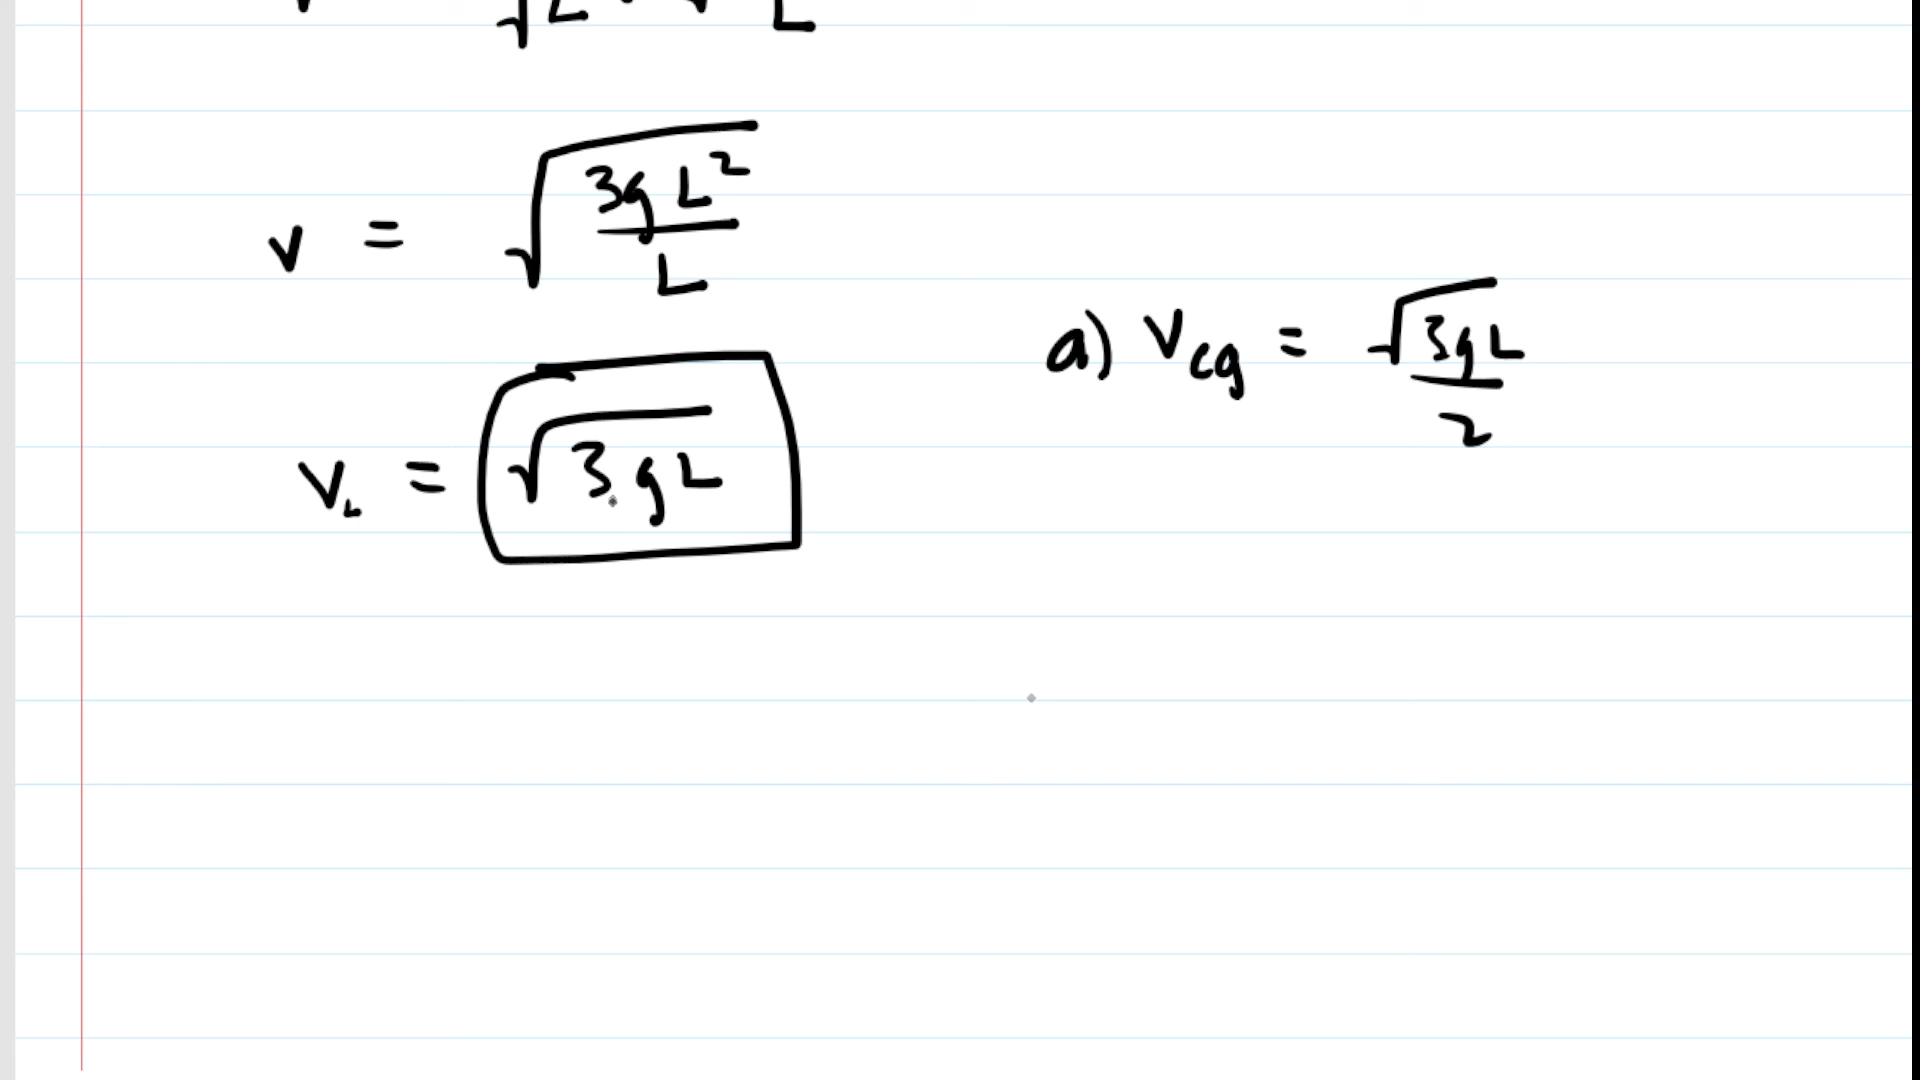 v = √(3gL²/L)
a) v_cg = √(3gL)/2
v_L = √(3gL)